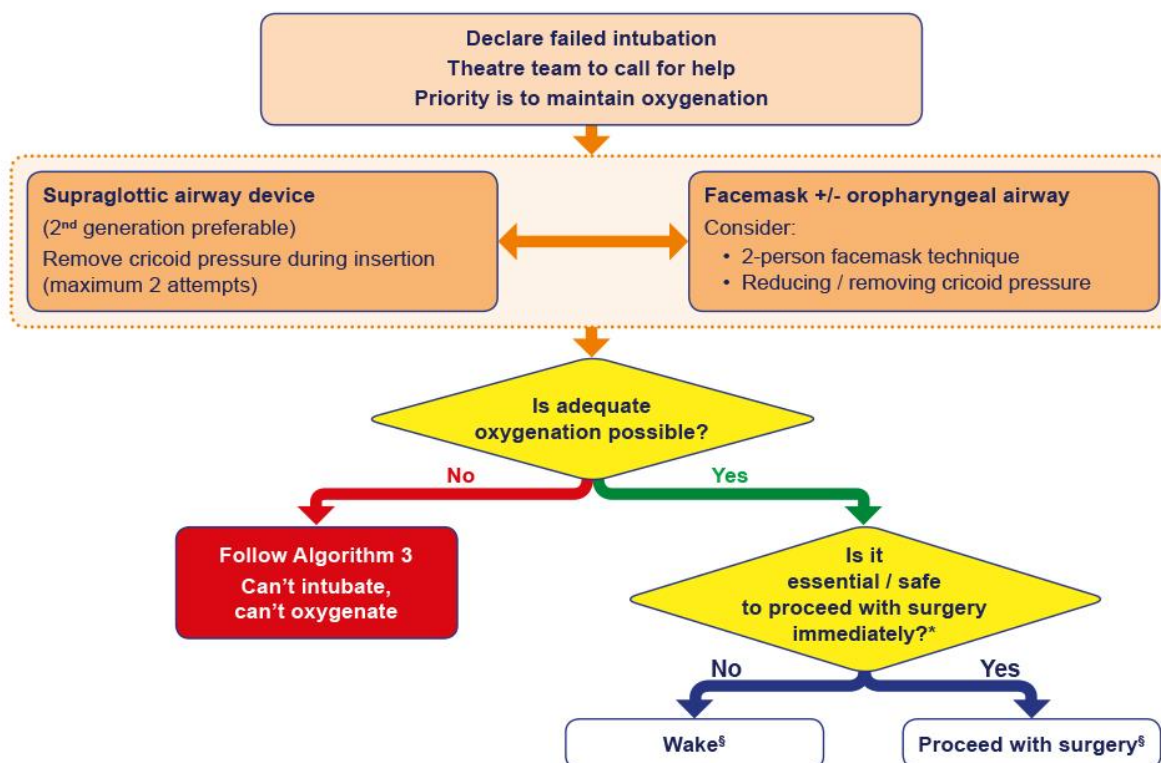 Declare failed intubation
Theatre team to call for help
Priority is to maintain oxygenation
Supraglottic airway device
(2nd generation preferable)
Remove cricoid pressure during insertion
(maximum 2 attempts)
Facemask +/- oropharyngeal airway
Consider:
• 2-person facemask technique
• Reducing / removing cricoid pressure
Is adequate
oxygenation possible?
No
Yes
Follow Algorithm 3
Can't intubate,
can't oxygenate
Is it
essential / safe
to proceed with surgery
immediately?*
No
Yes
Wake§
Proceed with surgery§